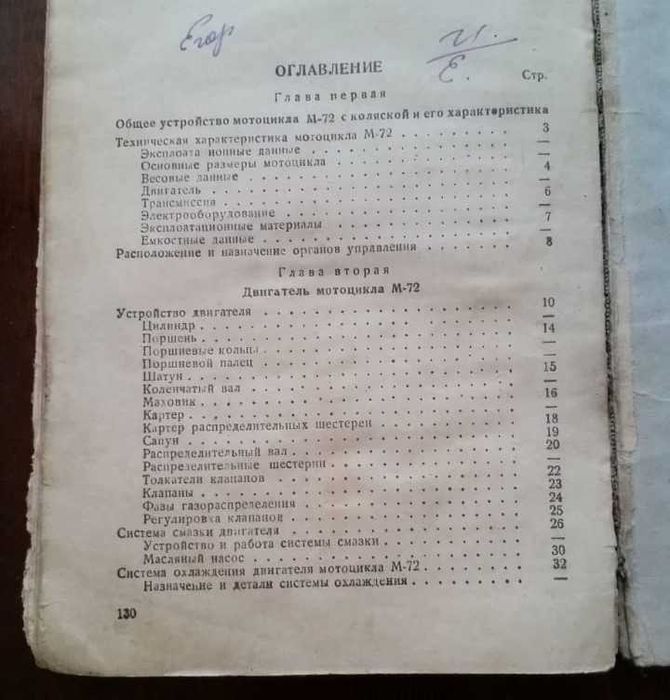 Егор
И.
Е.
ОГЛАВЛЕНИЕ
Стр.
Глава первая
Общее устройство мотоцикла М-72 с коляской и его характеристика
Техническая характеристика мотоцикла М-72 . . . . . . . . 3
Эксплоата ионные данные . . . . . . . . —
Основные размеры мотоцикла . . . . . . . . —
Весовые данные . . . . . . . . 4
Двигатель . . . . . . . . —
Трансмиссия . . . . . . . . 6
Электрооборудование . . . . . . . . —
Эксплоатационные материалы . . . . . . . . 7
Емкостные данные . . . . . . . . —
Расположение и назначение органов управления . . . . . . . . 8
Глава вторая
Двигатель мотоцикла М-72
Устройство двигателя . . . . . . . . 10
Цилиндр . . . . . . . . —
Поршень . . . . . . . . 14
Поршневые кольца . . . . . . . . —
Поршневой палец . . . . . . . . —
Шатун . . . . . . . . 15
Коленчатый вал . . . . . . . . —
Маховик . . . . . . . . 16
Картер . . . . . . . . —
Картер распределительных шестерен . . . . . . . . 18
Сапун . . . . . . . . 19
Распределительный вал . . . . . . . . 20
Распределительные шестерни . . . . . . . . —
Толкатели клапанов . . . . . . . . 22
Клапаны . . . . . . . . 23
Фазы газораспределения . . . . . . . . 24
Регулировка клапанов . . . . . . . . 25
Система смазки двигателя . . . . . . . . 26
Устройство и работа системы смазки . . . . . . . . —
Масляный насос . . . . . . . . 30
Система охлаждения двигателя мотоцикла М-72 . . . . . . . . 32
Назначение и детали системы охлаждения . . . . . . . . —
130